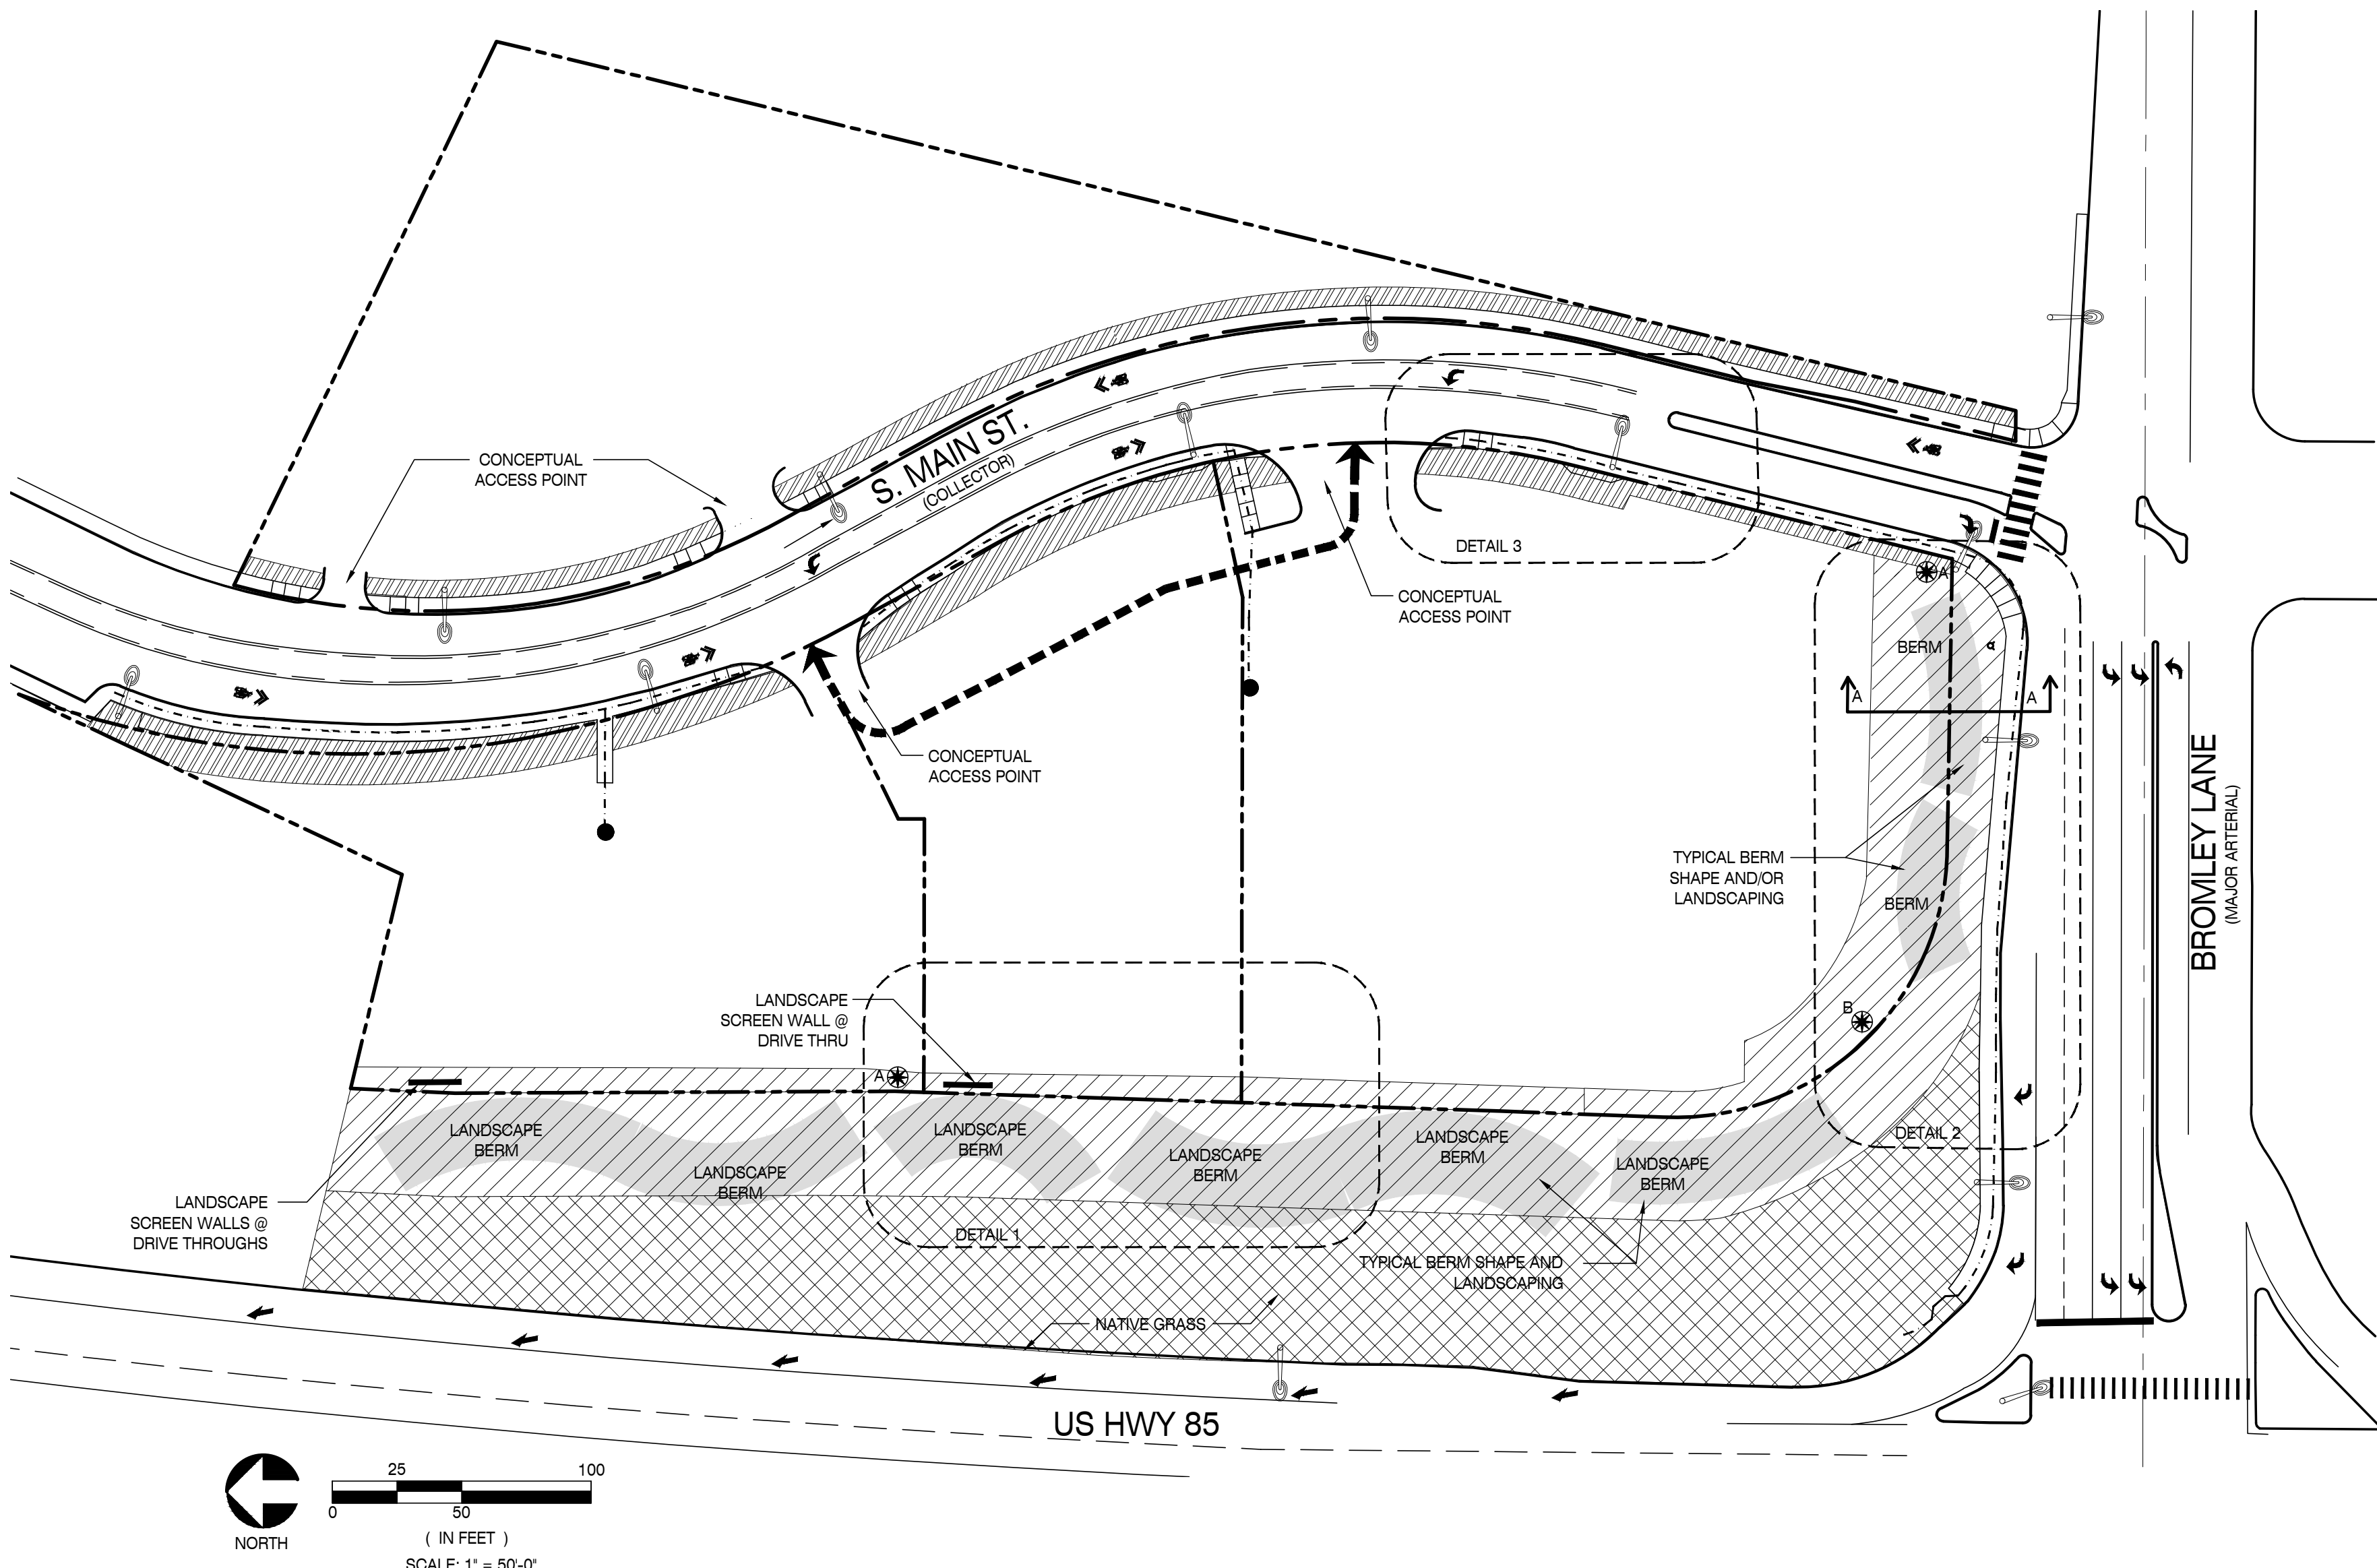 CONCEPTUAL
ACCESS POINT
S. MAIN ST.
(COLLECTOR)
DETAIL 3
CONCEPTUAL
ACCESS POINT
A
BERM
A
A
CONCEPTUAL
ACCESS POINT
BROMLEY LANE
(MAJOR ARTERIAL)
TYPICAL BERM
SHAPE AND/OR
LANDSCAPING
BERM
LANDSCAPE
SCREEN WALL @
DRIVE THRU
B
A
LANDSCAPE
BERM
LANDSCAPE
BERM
LANDSCAPE
BERM
LANDSCAPE
BERM
LANDSCAPE
BERM
LANDSCAPE
BERM
DETAIL 2
LANDSCAPE
SCREEN WALLS @
DRIVE THROUGHS
DETAIL 1
TYPICAL BERM SHAPE AND
LANDSCAPING
NATIVE GRASS
US HWY 85
NORTH
25
100
0
50
( IN FEET )
SCALE: 1" = 50'-0"